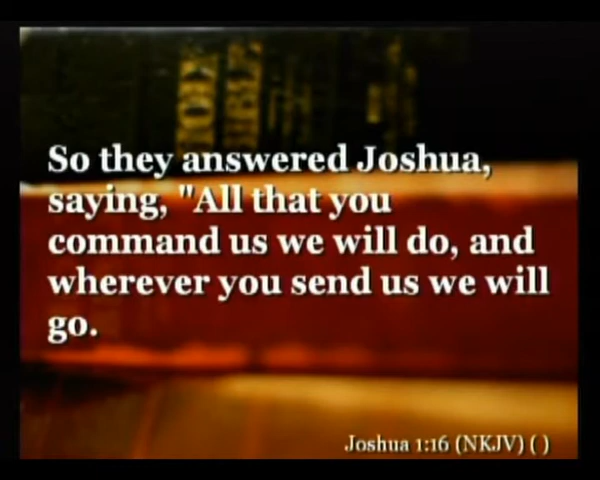 So they answered Joshua,
saying, "All that you
command us we will do, and
wherever you send us we will
go.
Joshua 1:16 (NKJV) ( )